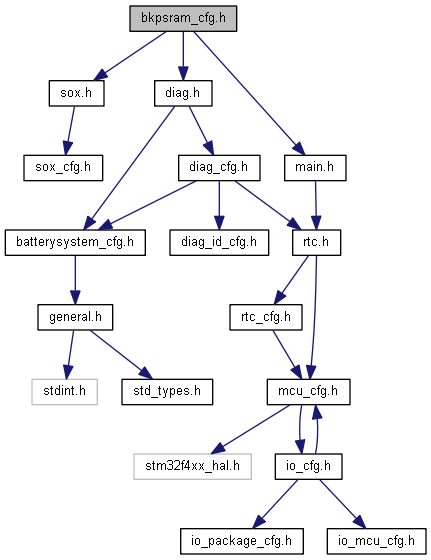 bkpsram_cfg.h
sox.h
diag.h
sox_cfg.h
diag_cfg.h
main.h
batterysystem_cfg.h
diag_id_cfg.h
rtc.h
general.h
rtc_cfg.h
stdint.h
std_types.h
mcu_cfg.h
stm32f4xx_hal.h
io_cfg.h
io_package_cfg.h
io_mcu_cfg.h